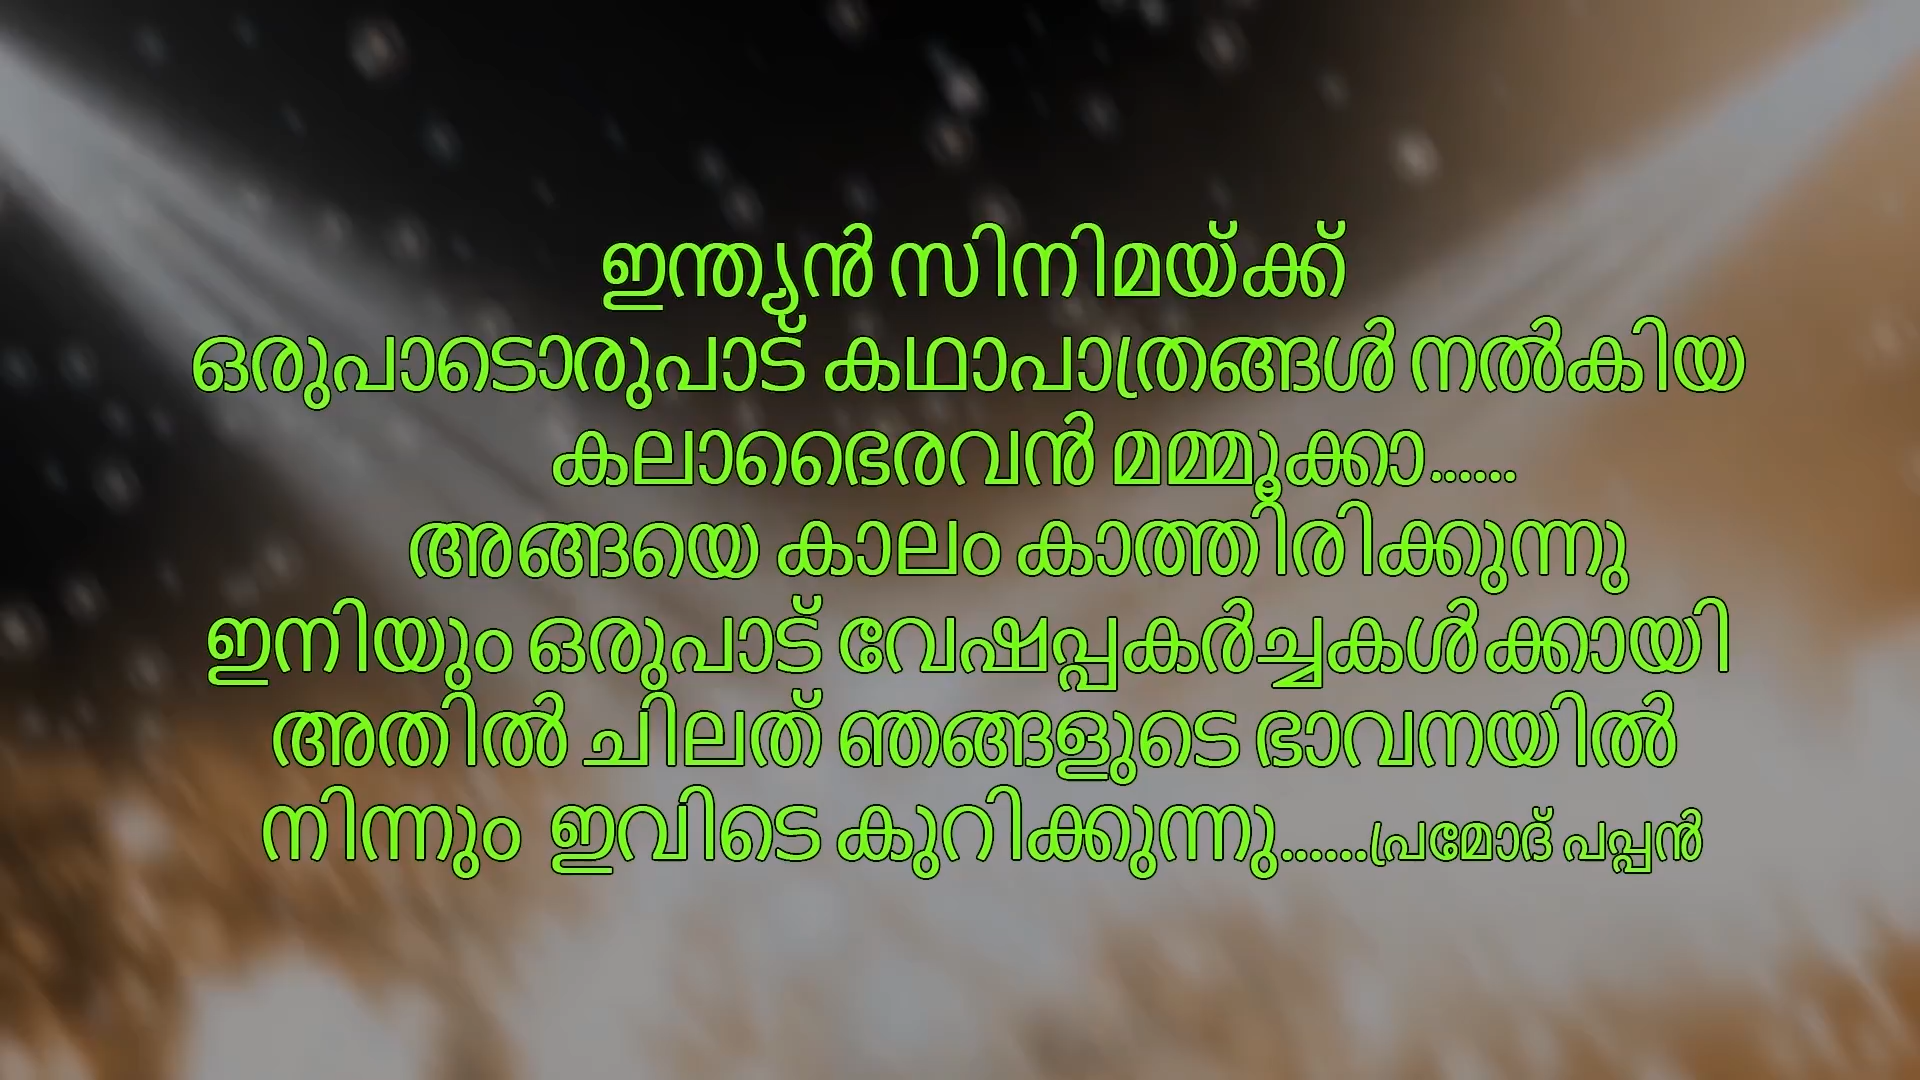 ഇന്ത്യൻ സിനിമയ്ക്ക്
ഒരുപാടൊരുപാട് കഥാപാത്രങ്ങൾ നൽകിയ
കലാഭൈരവൻ മമ്മൂക്കാ......
അങ്ങയെ കാലം കാത്തിരിക്കുന്നു
ഇനിയും ഒരുപാട് വേഷപ്പകർച്ചകൾക്കായി
അതിൽ ചിലത് ഞങ്ങളുടെ ഭാവനയിൽ
നിന്നും ഇവിടെ കുറിക്കുന്നു......പ്രമോദ് പപ്പൻ